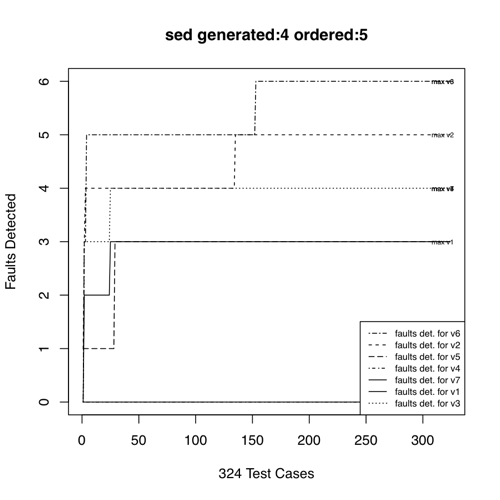 sed generated:4 ordered:5
Faults Detected
6
5
4
3
2
1
0
max v2
max v1
faults det. for v6
faults det. for v2
faults det. for v5
faults det. for v4
faults det. for v7
faults det. for v1
faults det. for v3
0 50 100 150 200 250 300
324 Test Cases